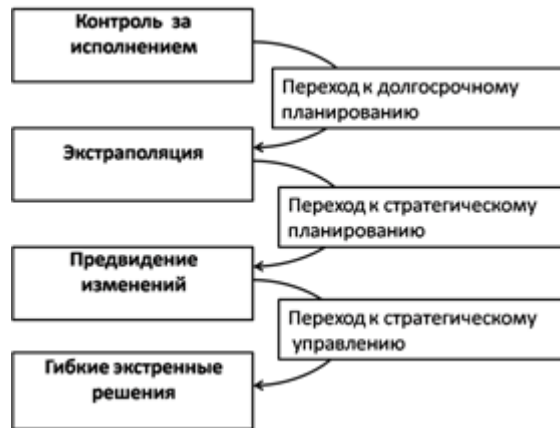 Контроль за
исполнением
Переход к долгосрочному
планированию
Экстраполяция
Переход к стратегическому
планированию
Предвидение
изменений
Переход к стратегическому
управлению
Гибкие экстренные
решения